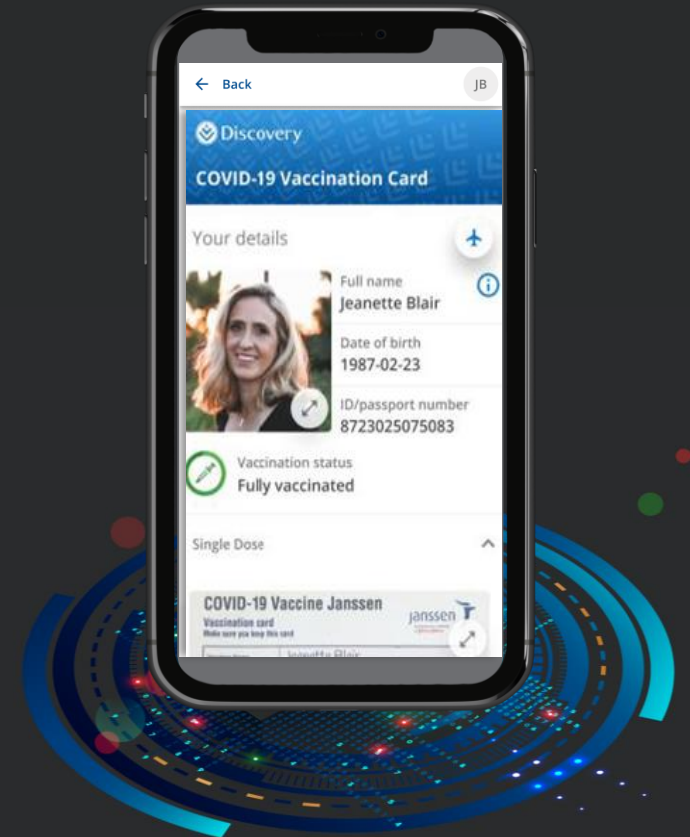 Back
JB
Discovery
COVID-19 Vaccination Card
Your details
Full name
Jeanette Blair
Date of birth
1987-02-23
ID/passport number
8723025075083
Vaccination status
Fully vaccinated
Single Dose
COVID-19 Vaccine Janssen
janssen
Vaccination card
Make sure you keep this card
Jeanette Blair